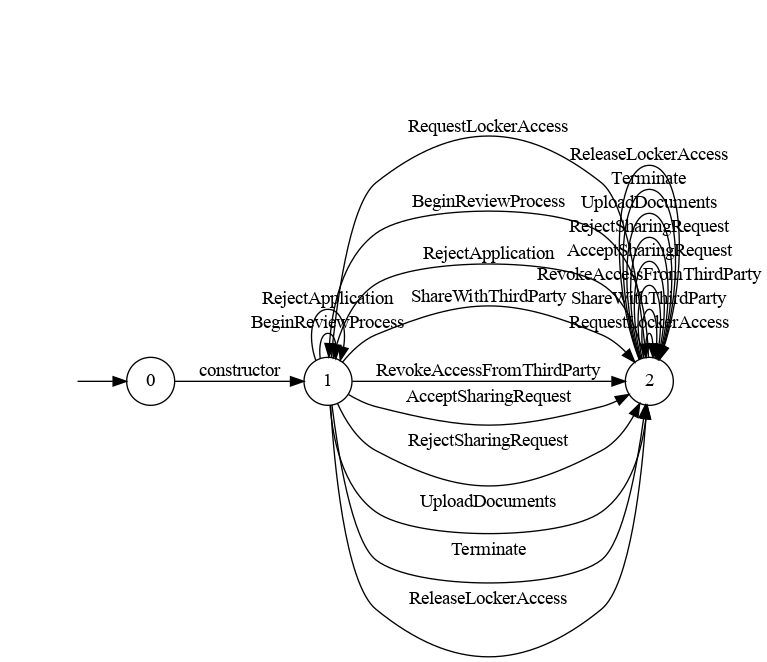 RequestLockerAccess
ReleaseLockerAccess
Terminate
BeginReviewProcess
UploadDocuments
RejectSharingRequest
RejectApplication
AcceptSharingRequest
RevokeAccessFromThirdParty
RejectApplication
ShareWithThirdParty
ShareWithThirdParty
BeginReviewProcess
RequestLockerAccess
0
constructor
1
RevokeAccessFromThirdParty
2
AcceptSharingRequest
RejectSharingRequest
UploadDocuments
Terminate
ReleaseLockerAccess